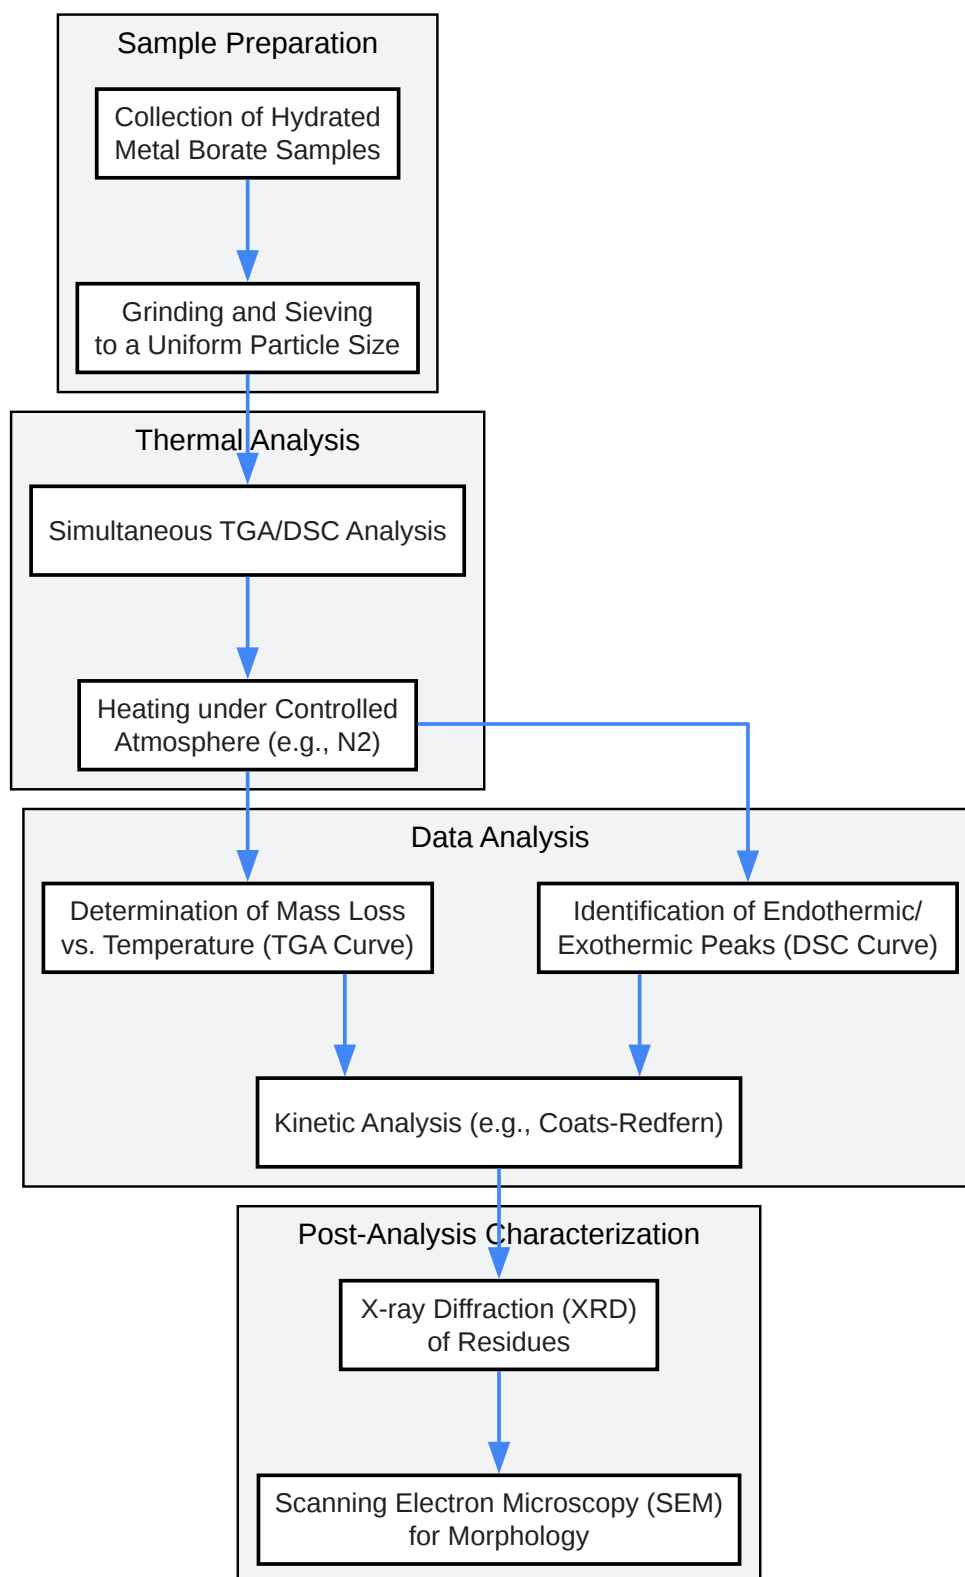 Sample Preparation
Collection of Hydrated
Metal Borate Samples
Grinding and Sieving
to a Uniform Particle Size
Thermal Analysis
Simultaneous TGA/DSC Analysis
Heating under Controlled
Atmosphere (e.g., N2)
Data Analysis
Determination of Mass Loss
vs. Temperature (TGA Curve)
Identification of Endothermic/
Exothermic Peaks (DSC Curve)
Kinetic Analysis (e.g., Coats-Redfern)
Post-Analysis Characterization
X-ray Diffraction (XRD)
of Residues
Scanning Electron Microscopy (SEM)
for Morphology